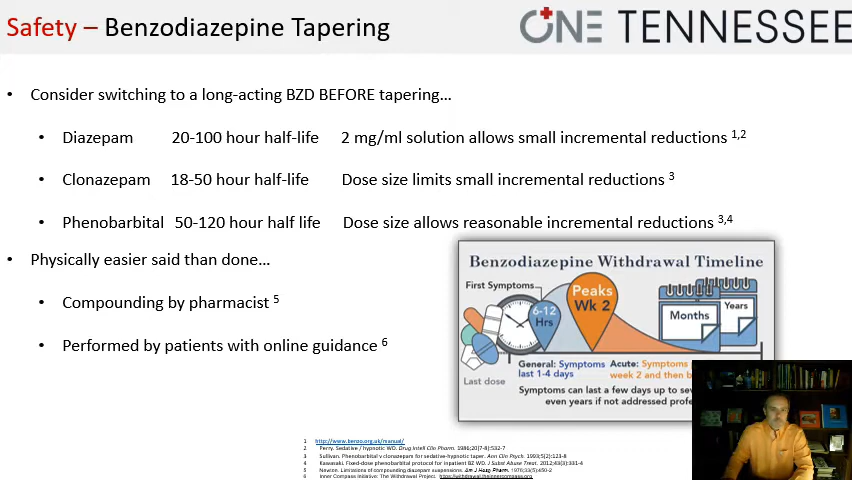 Safety – Benzodiazepine Tapering
ONE TENNESSEE
• Consider switching to a long-acting BZD BEFORE tapering…
• Diazepam 20-100 hour half-life 2 mg/ml solution allows small incremental reductions 1,2
• Clonazepam 18-50 hour half-life Dose size limits small incremental reductions 3
• Phenobarbital 50-120 hour half life Dose size allows reasonable incremental reductions 3,4
• Physically easier said than done…
• Compounding by pharmacist 5
• Performed by patients with online guidance 6
Benzodiazepine Withdrawal Timeline
First Symptoms
6-12
Hrs
Peaks
Wk 2
Months
Years
Last dose
General: Symptoms
last 1-4 days
Acute: Symptoms
week 2 and then
Symptoms can last a few days up to
even years if not addressed
1 http://www.benzo.org.uk/manual/
2 Perry. Sedative / hypnotic WD. Drug Intell Clin Pharm. 1986;20(7-8):532-7
3 Sullivan. Phenobarbital v clonazepam for sedative-hypnotic taper. Ann Clin Psych. 1993;5(2):123-8
4 Kawasaki. Fixed-dose phenobarbital protocol for inpatient BZ WD. J Subst Abuse Treat. 2012;43(3):331-4
5 Newton. Limitations of compounding diazepam suspensions. Am J Hosp Pharm. 1976;33(5):450-2
6 Inner Compass Initiative. The Withdrawal Project. https://withdrawal.theinnercompass.org